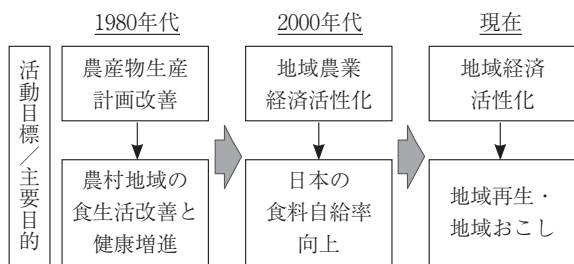 1980年代
2000年代
現在
活動目標／主要目的
農産物生産
計画改善
地域農業
経済活性化
地域経済
活性化
農村地域の
食生活改善と
健康増進
日本の
食料自給率
向上
地域再生・
地域おこし